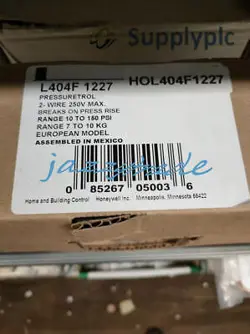 Supplyplc
L404F 1227 HOL404F1227
PRESSURETROL
2- WIRE 250V MAX.
BREAKS ON PRESS RISE
RANGE 10 TO 150 PSI
RANGE 7 TO 10 KG
EUROPEAN MODEL
ASSEMBLED IN MEXICO
0 85267 05003 6
Home and Building Control Honeywell Inc. Minneapolis, Minnesota 55422